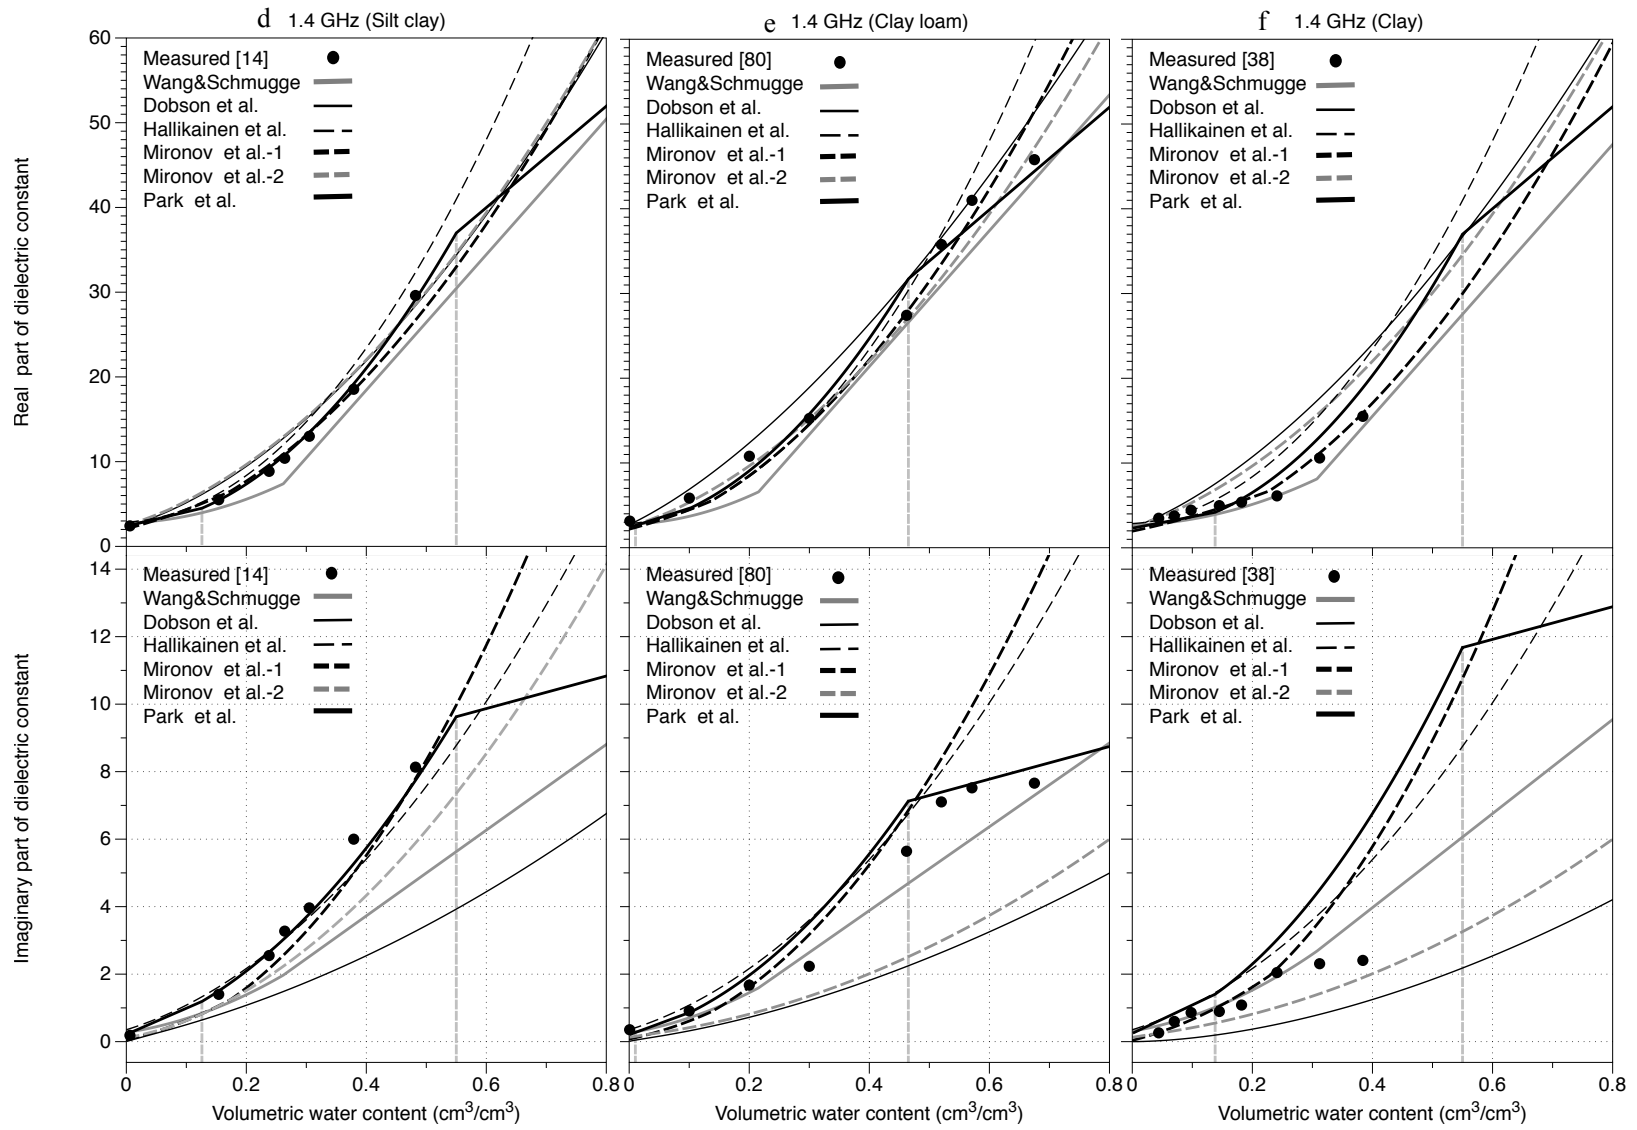 d 1.4 GHz (Silt clay)
e 1.4 GHz (Clay loam)
f 1.4 GHz (Clay)
Real part of dielectric constant
60
50
40
30
20
10
0
Measured [14]
Wang&Schmugge
Dobson et al.
Hallikainen et al.
Mironov et al.-1
Mironov et al.-2
Park et al.
Measured [80]
Wang&Schmugge
Dobson et al.
Hallikainen et al.
Mironov et al.-1
Mironov et al.-2
Park et al.
Measured [38]
Wang&Schmugge
Dobson et al.
Hallikainen et al.
Mironov et al.-1
Mironov et al.-2
Park et al.
Imaginary part of dielectric constant
14
12
10
8
6
4
2
0
Measured [14]
Wang&Schmugge
Dobson et al.
Hallikainen et al.
Mironov et al.-1
Mironov et al.-2
Park et al.
Measured [80]
Wang&Schmugge
Dobson et al.
Hallikainen et al.
Mironov et al.-1
Mironov et al.-2
Park et al.
Measured [38]
Wang&Schmugge
Dobson et al.
Hallikainen et al.
Mironov et al.-1
Mironov et al.-2
Park et al.
0 0.2 0.4 0.6 0.8
0 0.2 0.4 0.6 0.8
0 0.2 0.4 0.6 0.8
Volumetric water content (cm³/cm³)
Volumetric water content (cm³/cm³)
Volumetric water content (cm³/cm³)